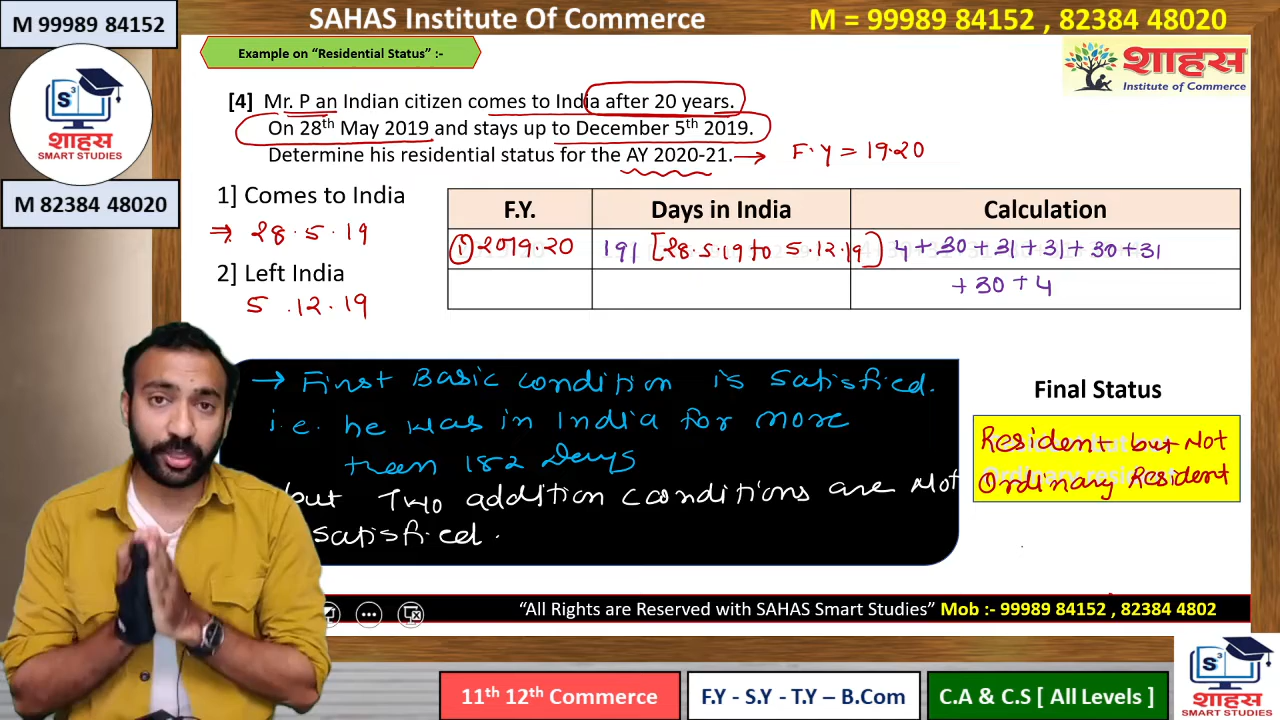 M 99989 84152
SAHAS Institute Of Commerce
M = 99989 84152 , 82384 48020
Example on “Residential Status” :-
S³
शाहस
SMART STUDIES
M 82384 48020
शाहस
Institute of Commerce
[4] Mr. P an Indian citizen comes to India after 20 years.
On 28th May 2019 and stays up to December 5th 2019.
Determine his residential status for the AY 2020-21. → F.Y = 19.20
1] Comes to India
⇒ 28.5.19
2] Left India
5.12.19
F.Y. Days in India Calculation
① 2019.20 191 [28.5.19 to 5.12.19] 4 + 30 + 31 + 31 + 30 + 31
+ 30 + 4
→ First Basic condition is satisfied.
i.e. he was in India for more
then 182 Days
but Two addition conditions are Not
satisfied.
Final Status
Resident but Not
Ordinary Resident
“All Rights are Reserved with SAHAS Smart Studies” Mob :- 99989 84152 , 82384 4802
11th 12th Commerce
F.Y - S.Y - T.Y – B.Com
C.A & C.S [ All Levels ]
S³
शाहस
SMART STUDIES